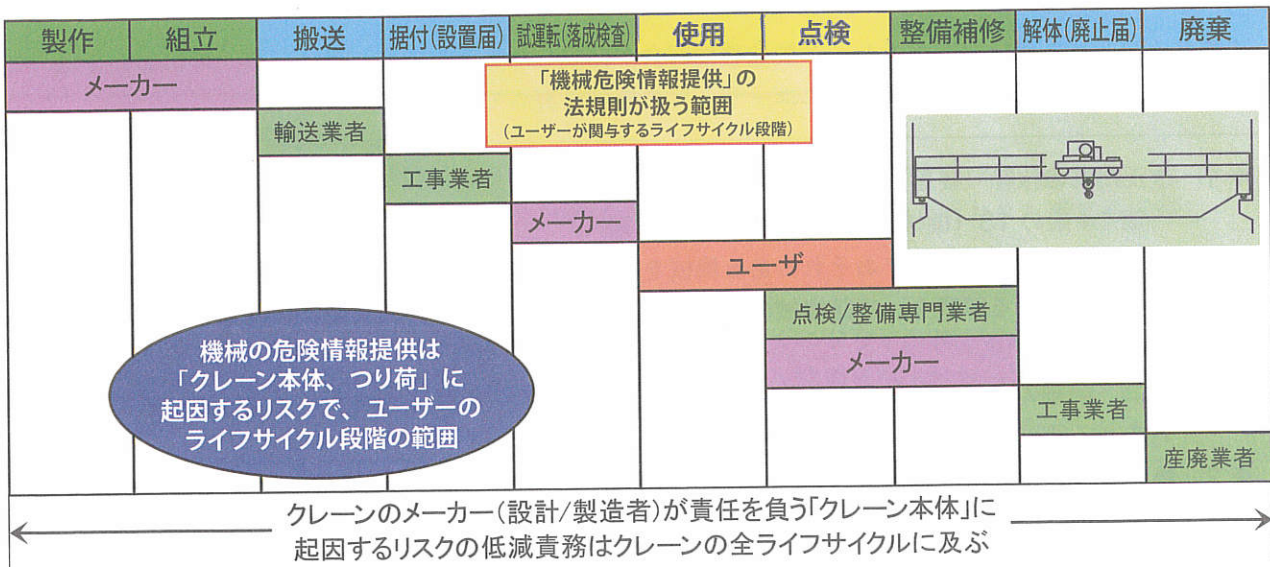 製作 組立 搬送 据付(設置届) 試運転(落成検査) 使用 点検 整備補修 解体(廃止届) 廃棄
メーカー
「機械危険情報提供」の
法規則が扱う範囲
(ユーザーが関与するライフサイクル段階)
輸送業者
工事業者
メーカー
ユーザ
点検/整備専門業者
メーカー
機械の危険情報提供は
「クレーン本体、つり荷」に
起因するリスクで、ユーザーの
ライフサイクル段階の範囲
工事業者
産廃業者
クレーンのメーカー(設計/製造者)が責任を負う「クレーン本体」に
起因するリスクの低減責務はクレーンの全ライフサイクルに及ぶ